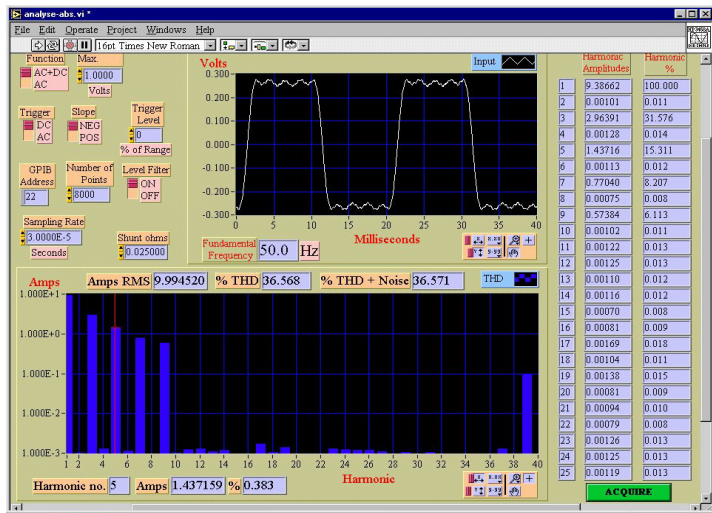 analyse-abs.vi *
File Edit Operate Project Windows Help
16pt Times New Roman
Function Max.
AC+DC
AC
1.0000
Volts
Trigger Slope Trigger Level
DC
AC
NEG
POS
0
% of Range
GPIB Address Number of Points Level Filter
22 8000 ON
OFF
Sampling Rate
3.0000E-5
Seconds
Shunt ohms
0.025000
Volts
Input
0.300
0.200
0.100
0.000
-0.100
-0.200
-0.300
0 5 10 15 20 25 30 35 40
Milliseconds
Fundamental Frequency 50.0 Hz
Amps Amps RMS 9.994520 % THD 36.568 % THD + Noise 36.571 THD
1.000E+1
1.000E+0
1.000E-1
1.000E-2
1.000E-3
1 2 4 6 8 10 12 14 16 18 20 22 24 26 28 30 32 34 36 38 40
Harmonic
Harmonic no. 5 Amps 1.437159 % 0.383
Harmonic Amplitudes Harmonic %
1 9.38662 100.000
2 0.00101 0.011
3 2.96391 31.576
4 0.00128 0.014
5 1.43716 15.311
6 0.00113 0.012
7 0.77040 8.207
8 0.00075 0.008
9 0.57384 6.113
10 0.00102 0.011
11 0.00122 0.013
12 0.00125 0.013
13 0.00110 0.012
14 0.00116 0.012
15 0.00070 0.008
16 0.00081 0.009
17 0.00169 0.018
18 0.00104 0.011
19 0.00138 0.015
20 0.00081 0.009
21 0.00094 0.010
22 0.00079 0.008
23 0.00126 0.013
24 0.00125 0.013
25 0.00119 0.013
ACQUIRE